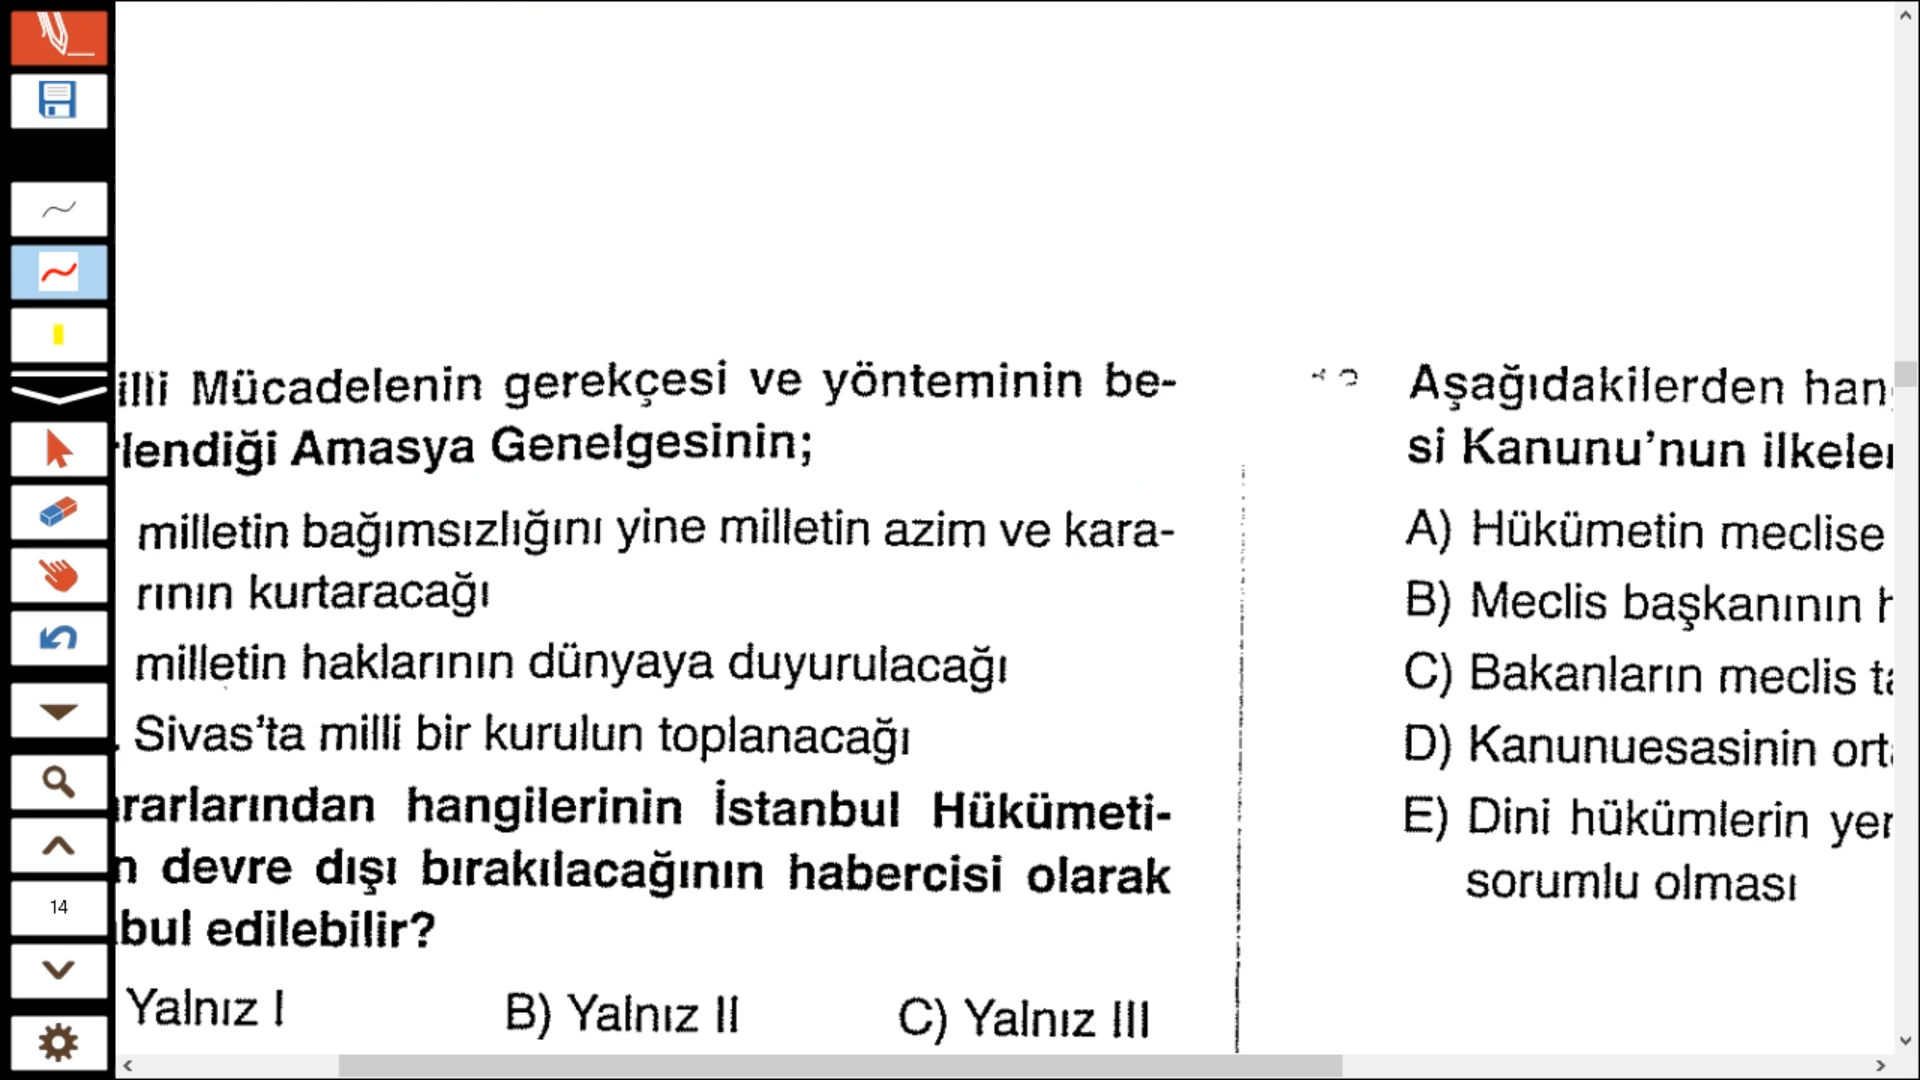 illi Mücadelenin gerekçesi ve yönteminin be-
lendiği Amasya Genelgesinin;
milletin bağımsızlığını yine milletin azim ve kara-
rının kurtaracağı
milletin haklarının dünyaya duyurulacağı
. Sivas'ta milli bir kurulun toplanacağı
rarlarından hangilerinin İstanbul Hükümeti-
n devre dışı bırakılacağının habercisi olarak
bul edilebilir?
Yalnız I B) Yalnız II C) Yalnız III
Aşağıdakilerden han
si Kanunu'nun ilkele
A) Hükümetin meclise
B) Meclis başkanının
C) Bakanların meclis
D) Kanunuesasinin ort
E) Dini hükümlerin yer
sorumlu olması
14